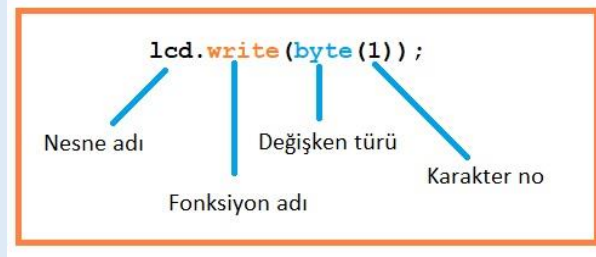 lcd.write(byte(1));
Nesne adı
Değişken türü
Karakter no
Fonksiyon adı